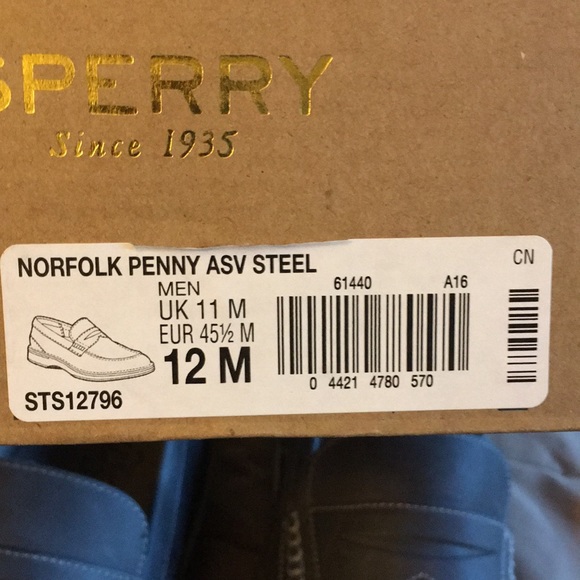 SPERRY
Since 1935
NORFOLK PENNY ASV STEEL
CN
MEN
61440 A16
UK 11 M
EUR 45½ M
12 M
0 4421 4780 570
STS12796